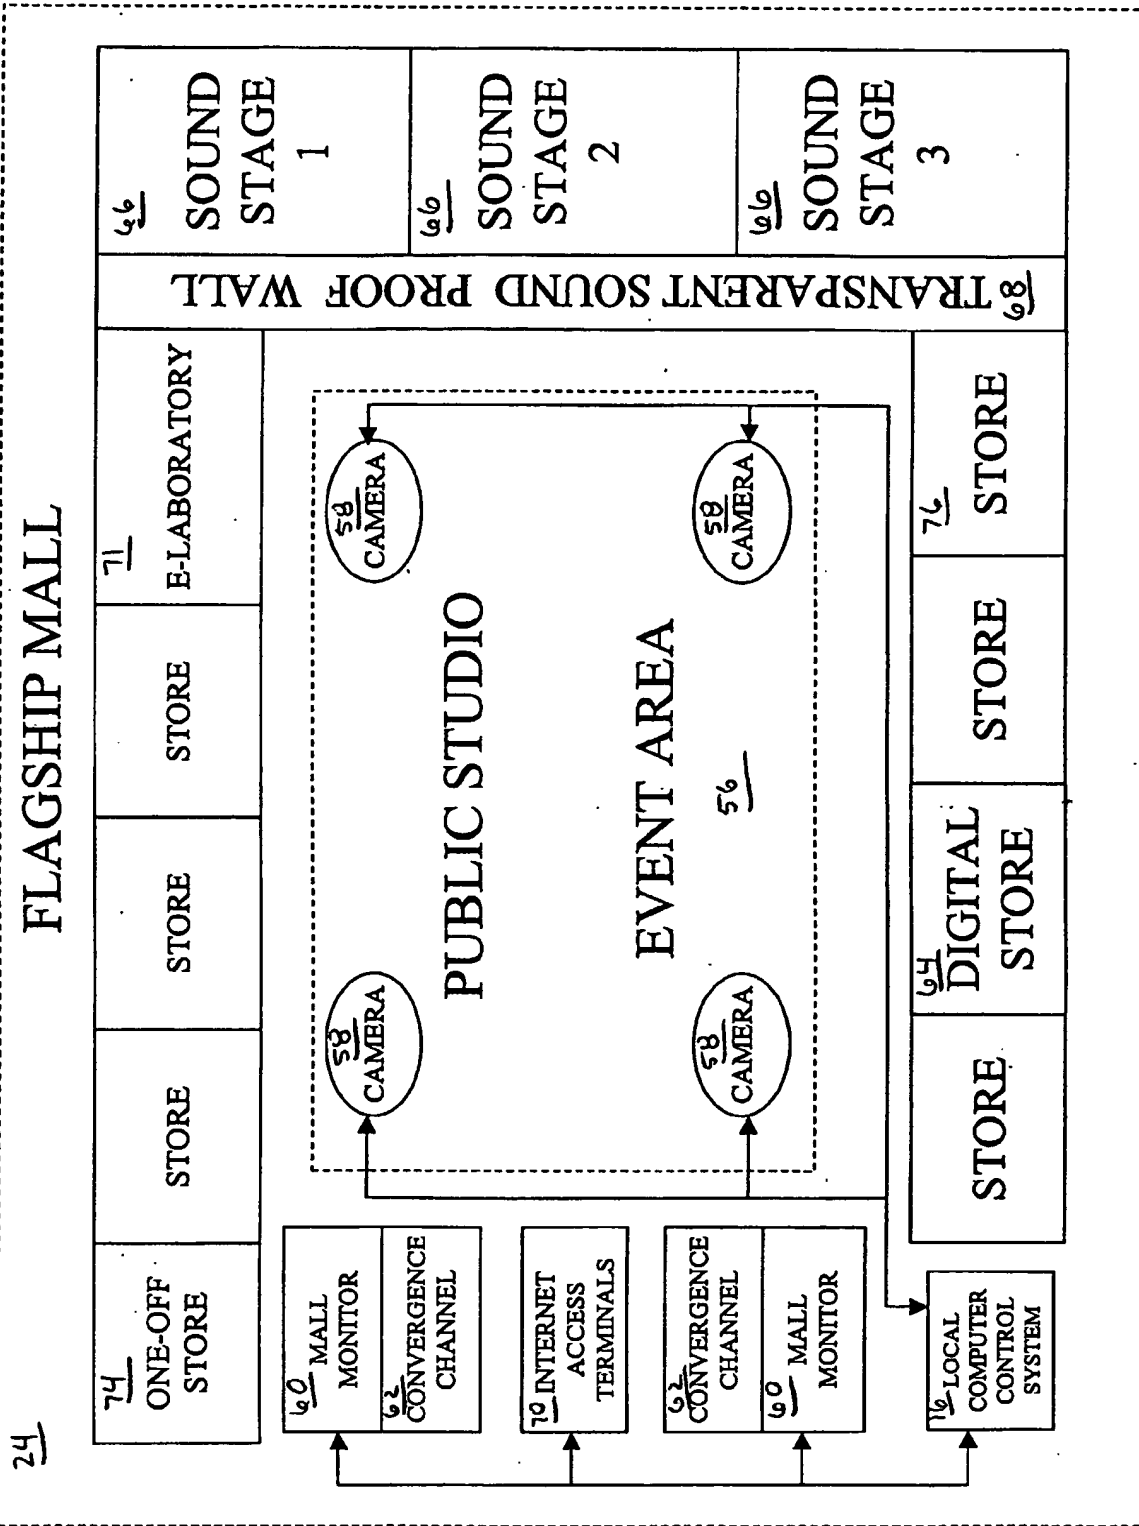 24
FLAGSHIP MALL
74
ONE-OFF
STORE
STORE
STORE
STORE
71
E-LABORATORY
66
SOUND
STAGE
1
66
SOUND
STAGE
2
66
SOUND
STAGE
3
TRANSPARENT SOUND PROOF WALL
68
60
MALL
MONITOR
62
CONVERGENCE
CHANNEL
70 INTERNET
ACCESS
TERMINALS
62
CONVERGENCE
CHANNEL
60
MALL
MONITOR
16 LOCAL
COMPUTER
CONTROL
SYSTEM
58
CAMERA
58
CAMERA
PUBLIC STUDIO
EVENT AREA
56
58
CAMERA
58
CAMERA
STORE
64
DIGITAL
STORE
STORE
76
STORE